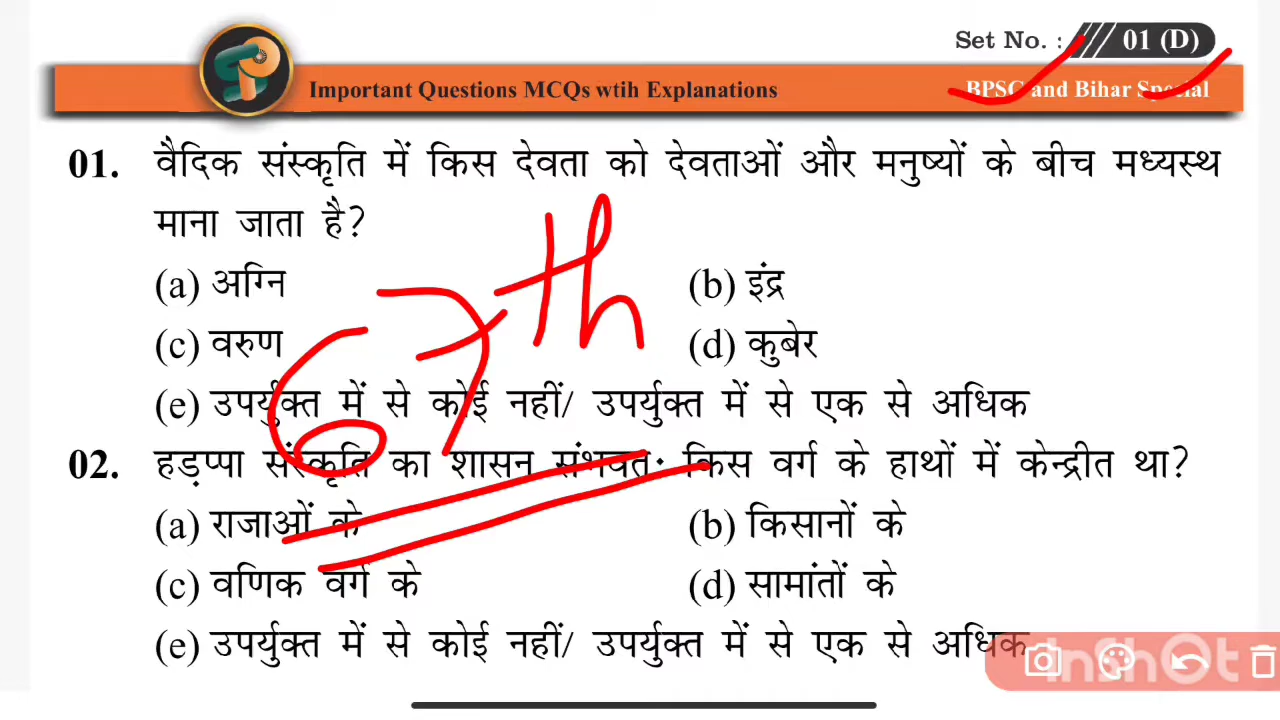 Set No. : 01 (D)
Important Questions MCQs wtih Explanations BPSC and Bihar Special
01. वैदिक संस्कृति में किस देवता को देवताओं और मनुष्यों के बीच मध्यस्थ
माना जाता है?
(a) अग्नि (b) इंद्र
(c) वरुण (d) कुबेर
67th
(e) उपर्युक्त में से कोई नहीं/ उपर्युक्त में से एक से अधिक
02. हड़प्पा संस्कृति का शासन संभवतः किस वर्ग के हाथों में केन्द्रीत था?
(a) राजाओं के (b) किसानों के
(c) वणिक वर्ग के (d) सामांतों के
(e) उपर्युक्त में से कोई नहीं/ उपर्युक्त में से एक से अधिक
inshot